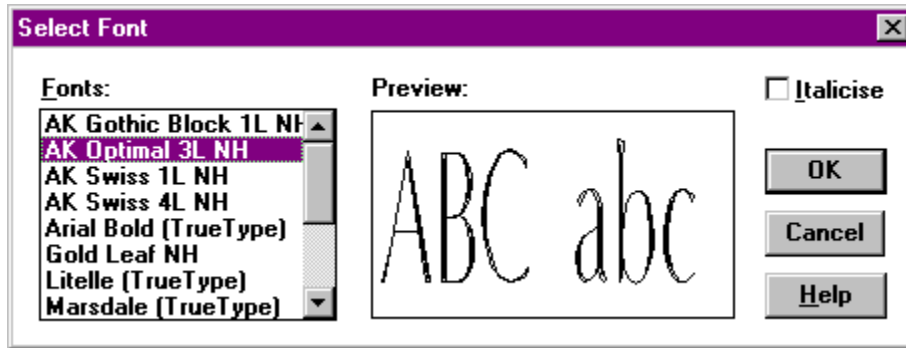 Select Font
Fonts:
AK Gothic Block 1L NH
AK Optimal 3L NH
AK Swiss 1L NH
AK Swiss 4L NH
Arial Bold (TrueType)
Gold Leaf NH
Litelle (TrueType)
Marsdale (TrueType)
Preview:
ABC abc
Italicise
OK
Cancel
Help